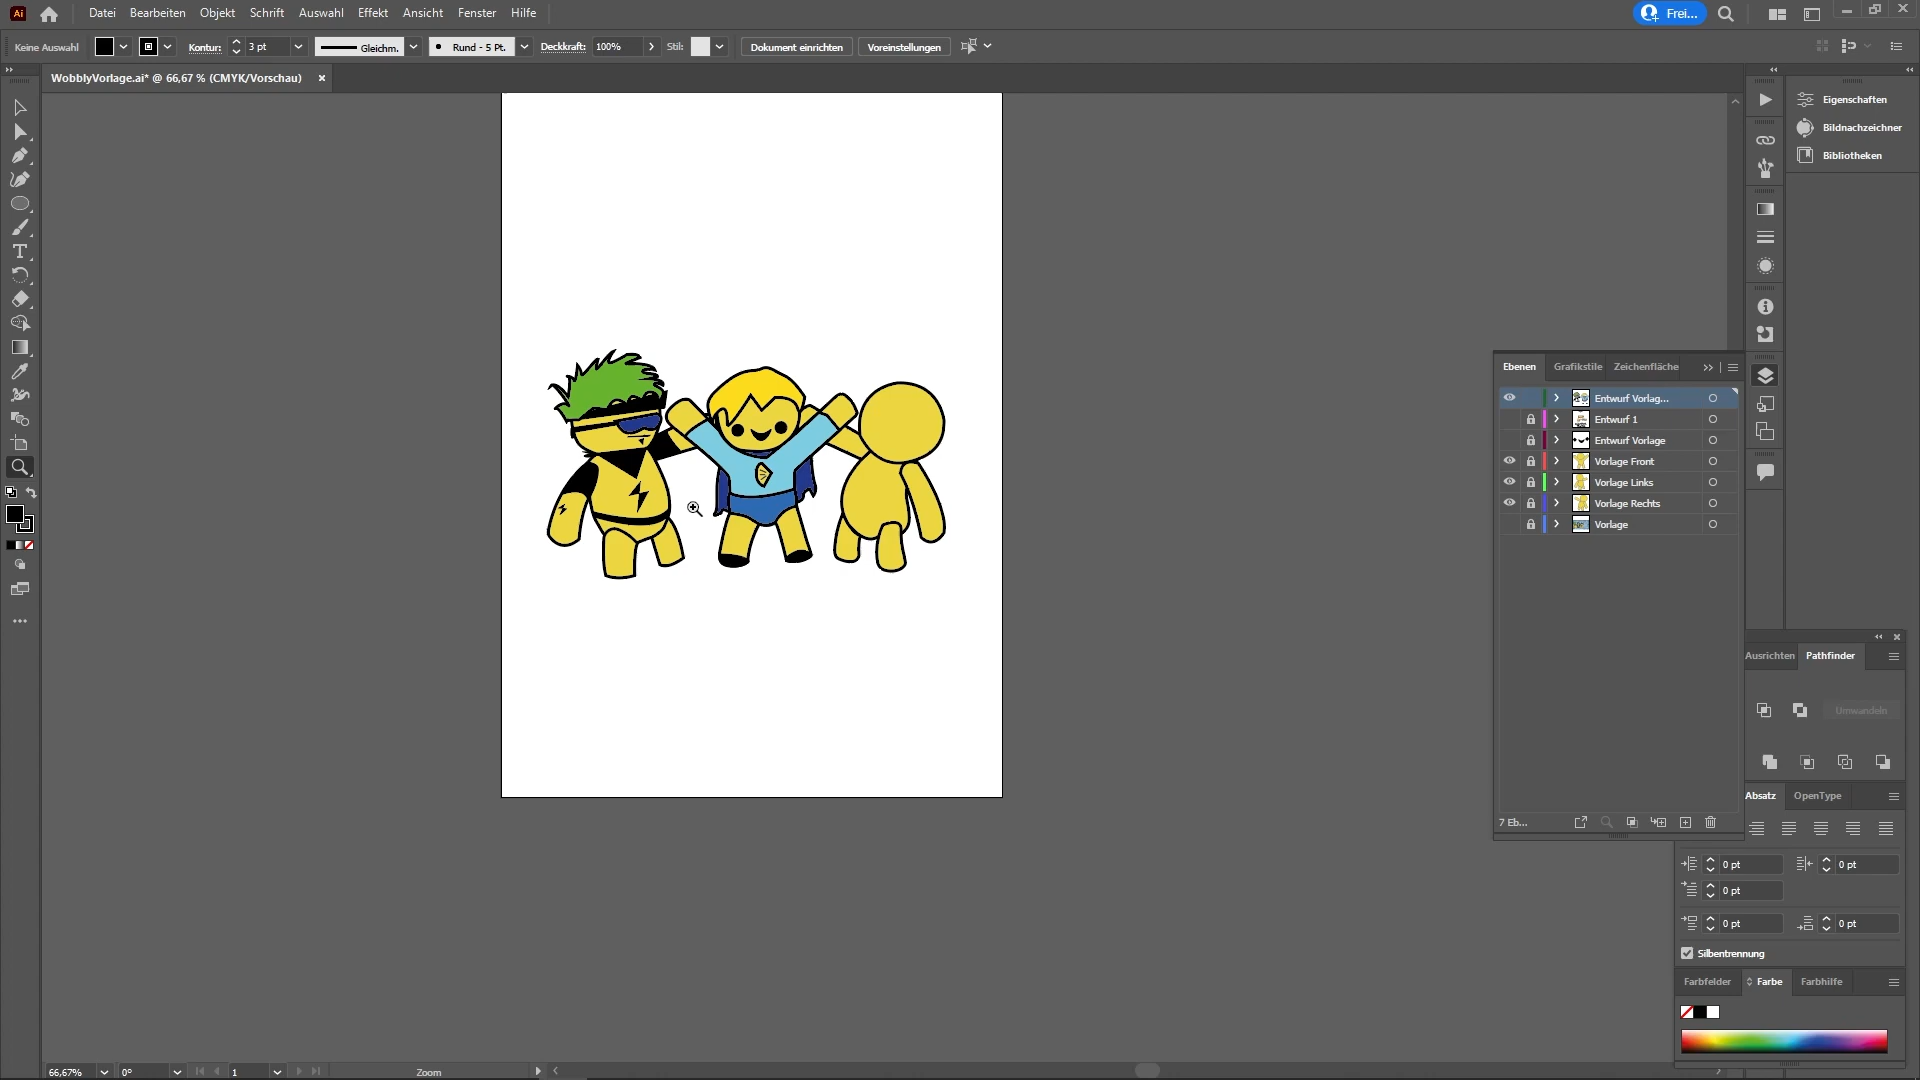 Ai Datei Bearbeiten Objekt Schrift Auswahl Effekt Ansicht Fenster Hilfe Frei...
Keine Auswahl Kontur: 3 pt Gleichm. Rund - 5 Pt. Deckkraft: 100% Stil: Dokument einrichten Voreinstellungen
WobblyVorlage.ai* @ 66,67 % (CMYK/Vorschau)
Eigenschaften
Bildnachzeichner
Bibliotheken
Ebenen Grafikstile Zeichenfläche
Entwurf Vorlag...
Entwurf 1
Entwurf Vorlage
Vorlage Front
Vorlage Links
Vorlage Rechts
Vorlage
7 Eb...
Ausrichten Pathfinder
Umwandeln
Absatz OpenType
0 pt 0 pt
0 pt
0 pt 0 pt
Silbentrennung
Farbfelder Farbe Farbhilfe
66,67% 0° 1 Zoom